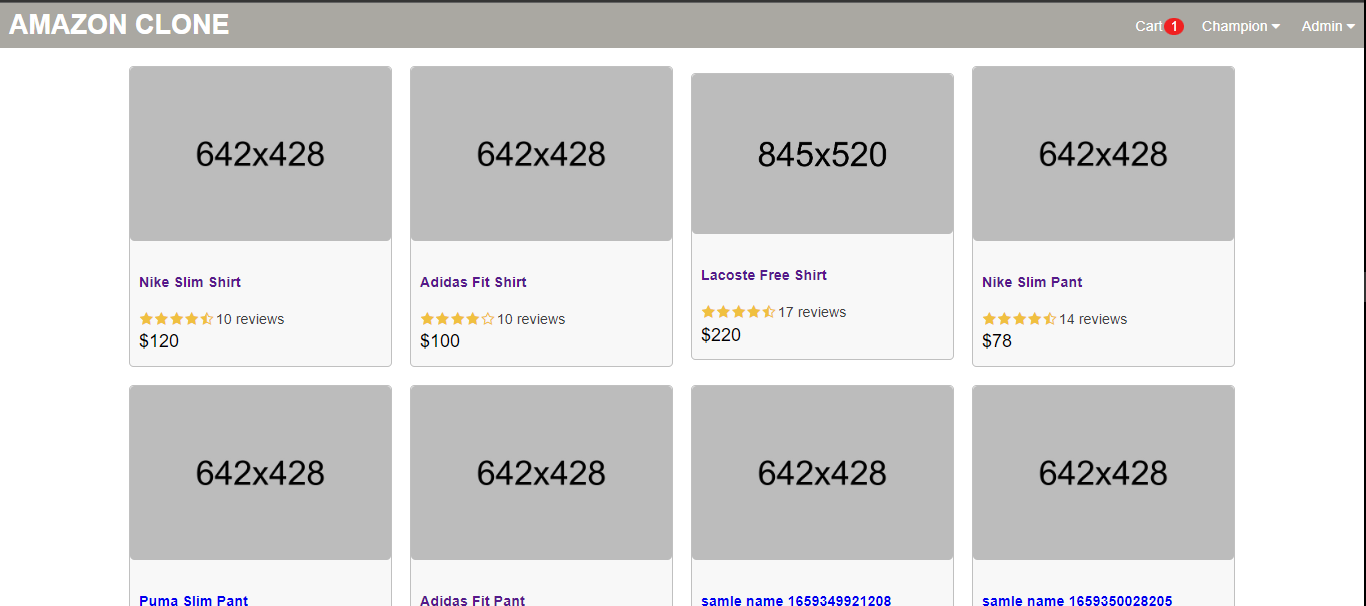 AMAZON CLONE
Cart 1 Champion Admin
642x428 642x428 845x520 642x428
Nike Slim Shirt
10 reviews
$120
Adidas Fit Shirt
10 reviews
$100
Lacoste Free Shirt
17 reviews
$220
Nike Slim Pant
14 reviews
$78
642x428 642x428 642x428 642x428
Puma Slim Pant
Adidas Fit Pant
samle name 1659349921208
samle name 1659350028205